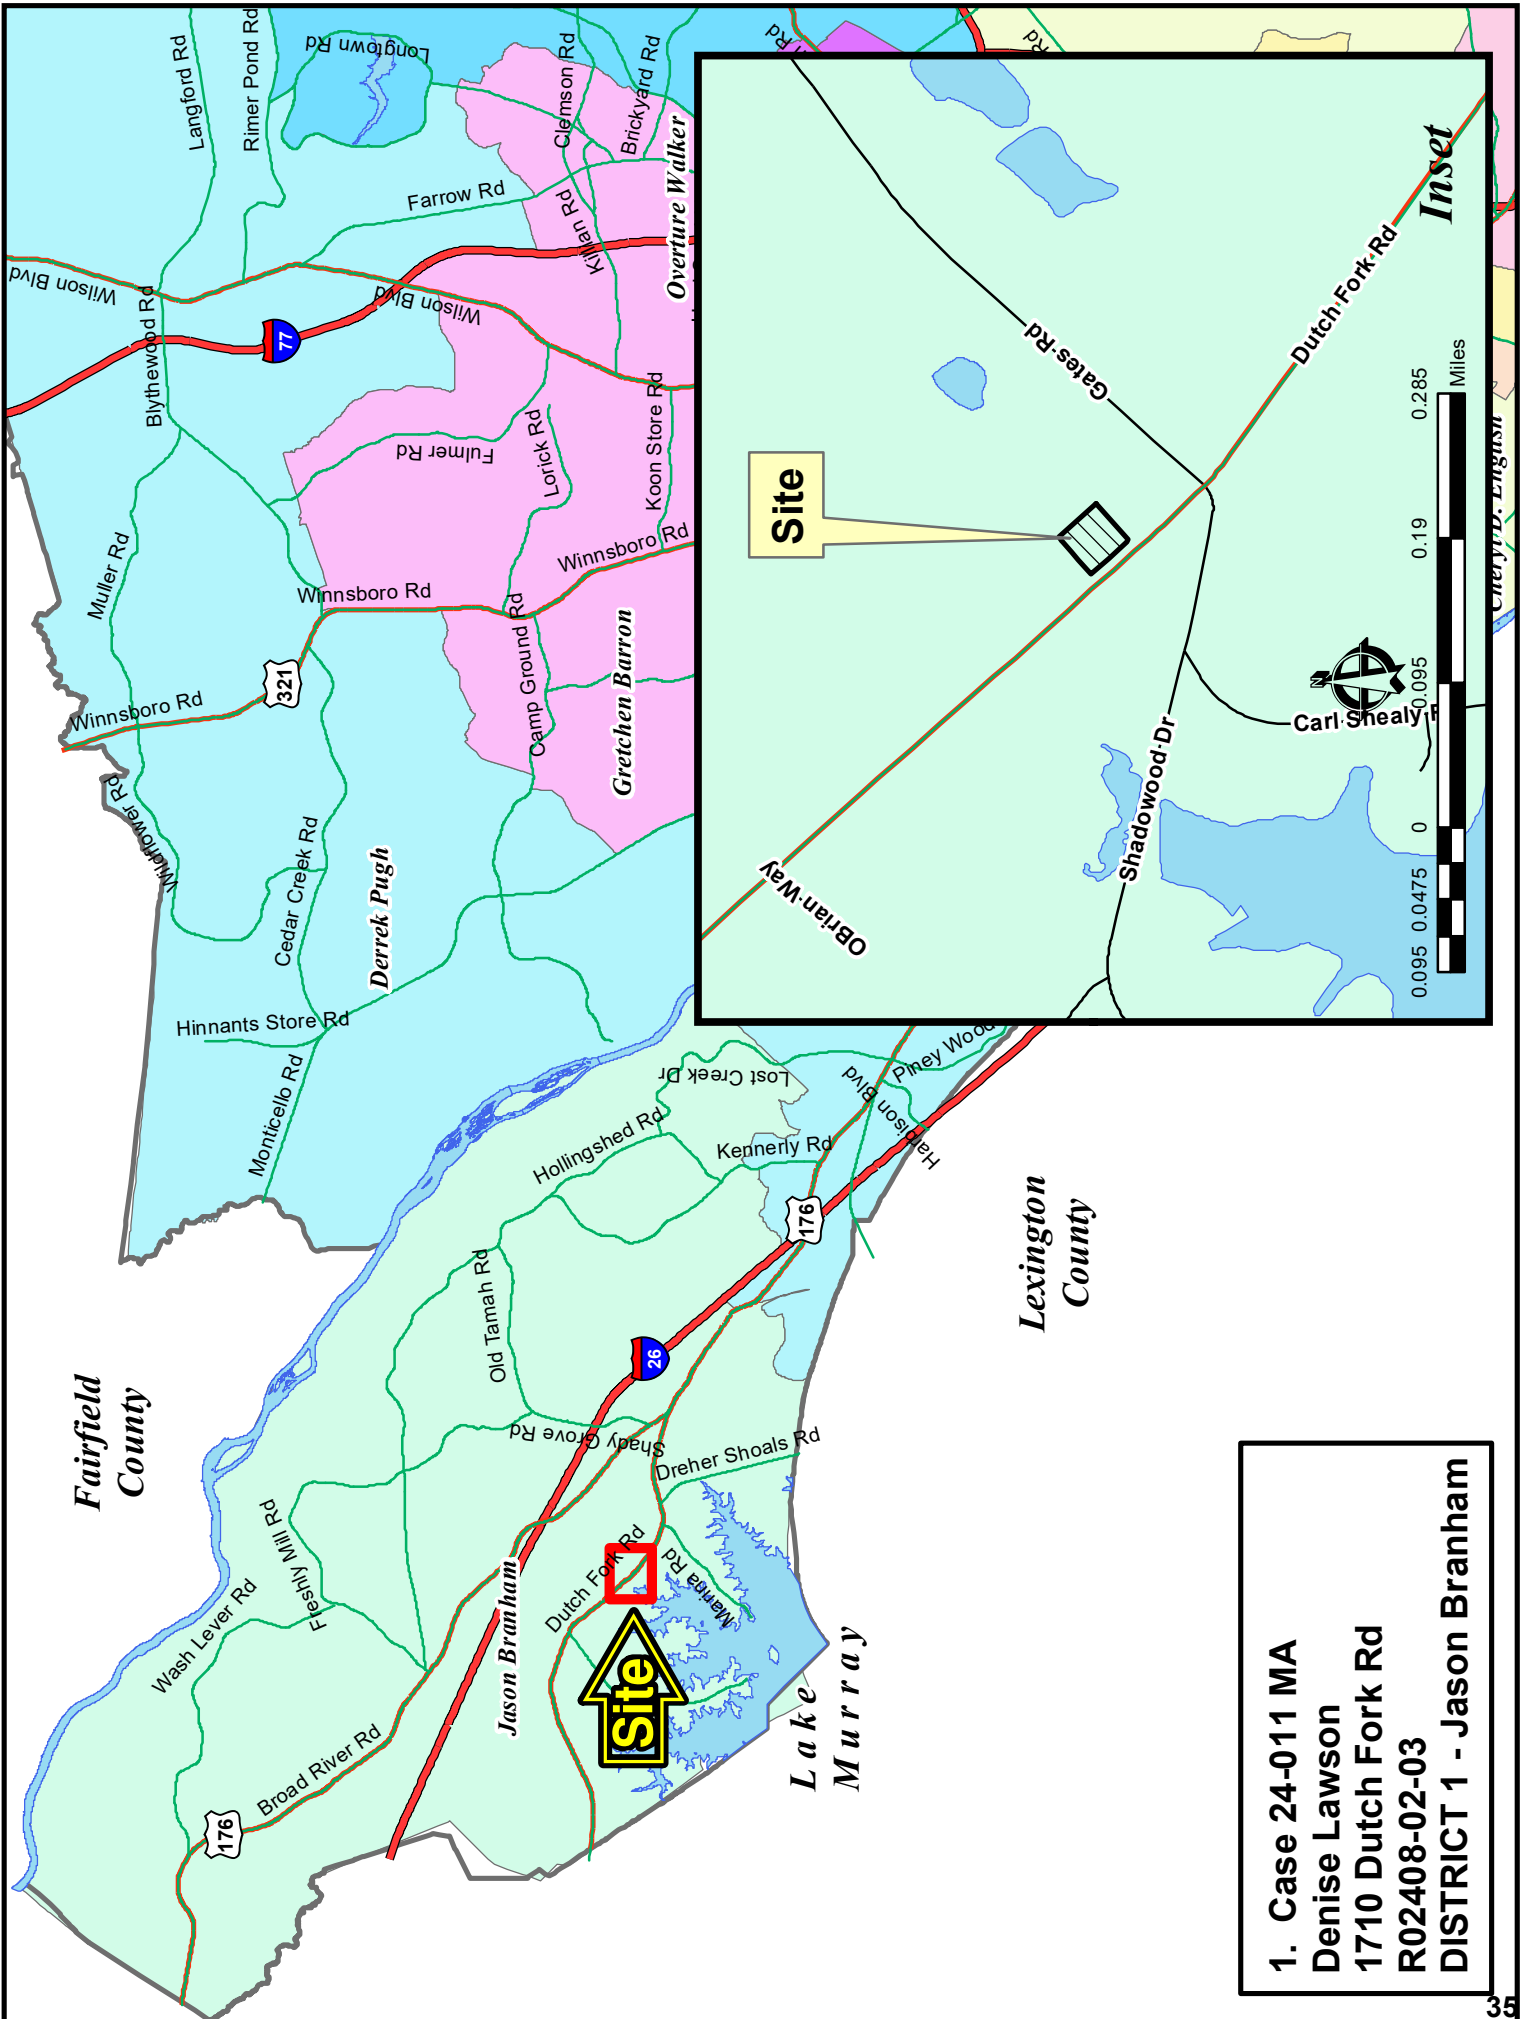 Fairfield
County
Lexington
County
Lake
Murray
Langford Rd
Rimer Pond Rd
Longtown Rd
Clemson Rd
Brickyard Rd
Farrow Rd
Killian Rd
Overture Walker
Wilson Blvd
Wilson Blvd
Blythewood Rd
77
Muller Rd
Fulmer Rd
Lorick Rd
Koon Store Rd
Winnsboro Rd
Winnsboro Rd
Winnsboro Rd
321
Camp Ground Rd
Gretchen Barron
Wildflower Rd
Cedar Creek Rd
Derrek Pugh
Hinnants Store Rd
Monticello Rd
Lost Creek Dr
Hollingshed Rd
Kennerly Rd
Piney Wood
Harbison Blvd
176
Old Tamah Rd
26
Shady Grove Rd
Dreher Shoals Rd
Freshly Mill Rd
Wash Lever Rd
Jason Branham
Dutch Fork Rd
Marina Rd
Site
Broad River Rd
176
Rd
Rd
Cheryl D. English
Inset
Site
Gates Rd
Dutch Fork Rd
OBrian Way
Shadowood Dr
Carl Shealy R
N
0.095 0.0475 0 0.095 0.19 0.285
Miles
1. Case 24-011 MA
Denise Lawson
1710 Dutch Fork Rd
R02408-02-03
DISTRICT 1 - Jason Branham
35